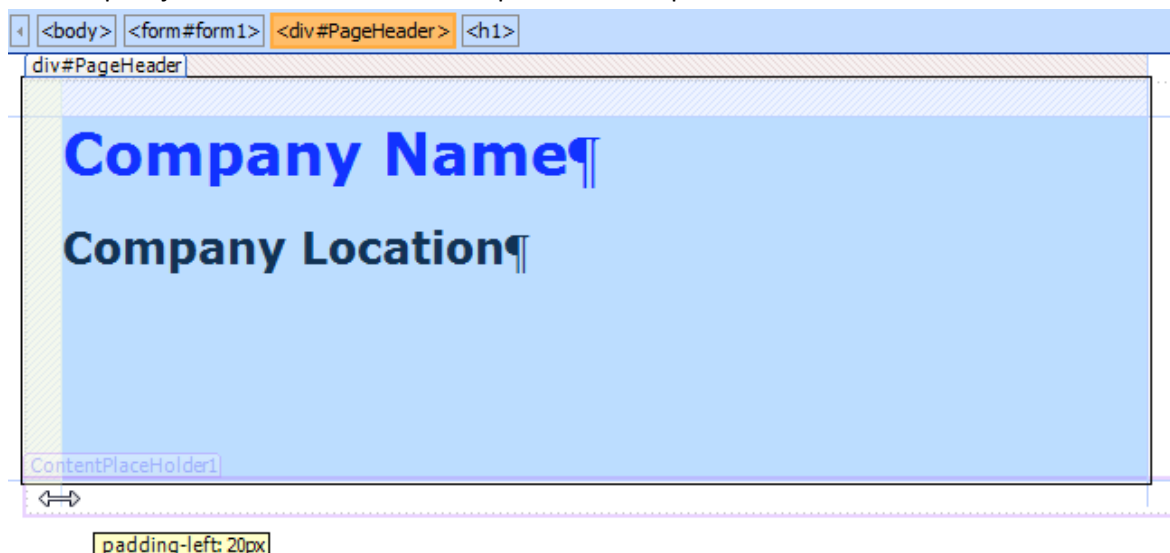 <body> <form#form1> <div#PageHeader> <h1>
div#PageHeader
Company Name¶
Company Location¶
ContentPlaceHolder1
padding-left: 20px